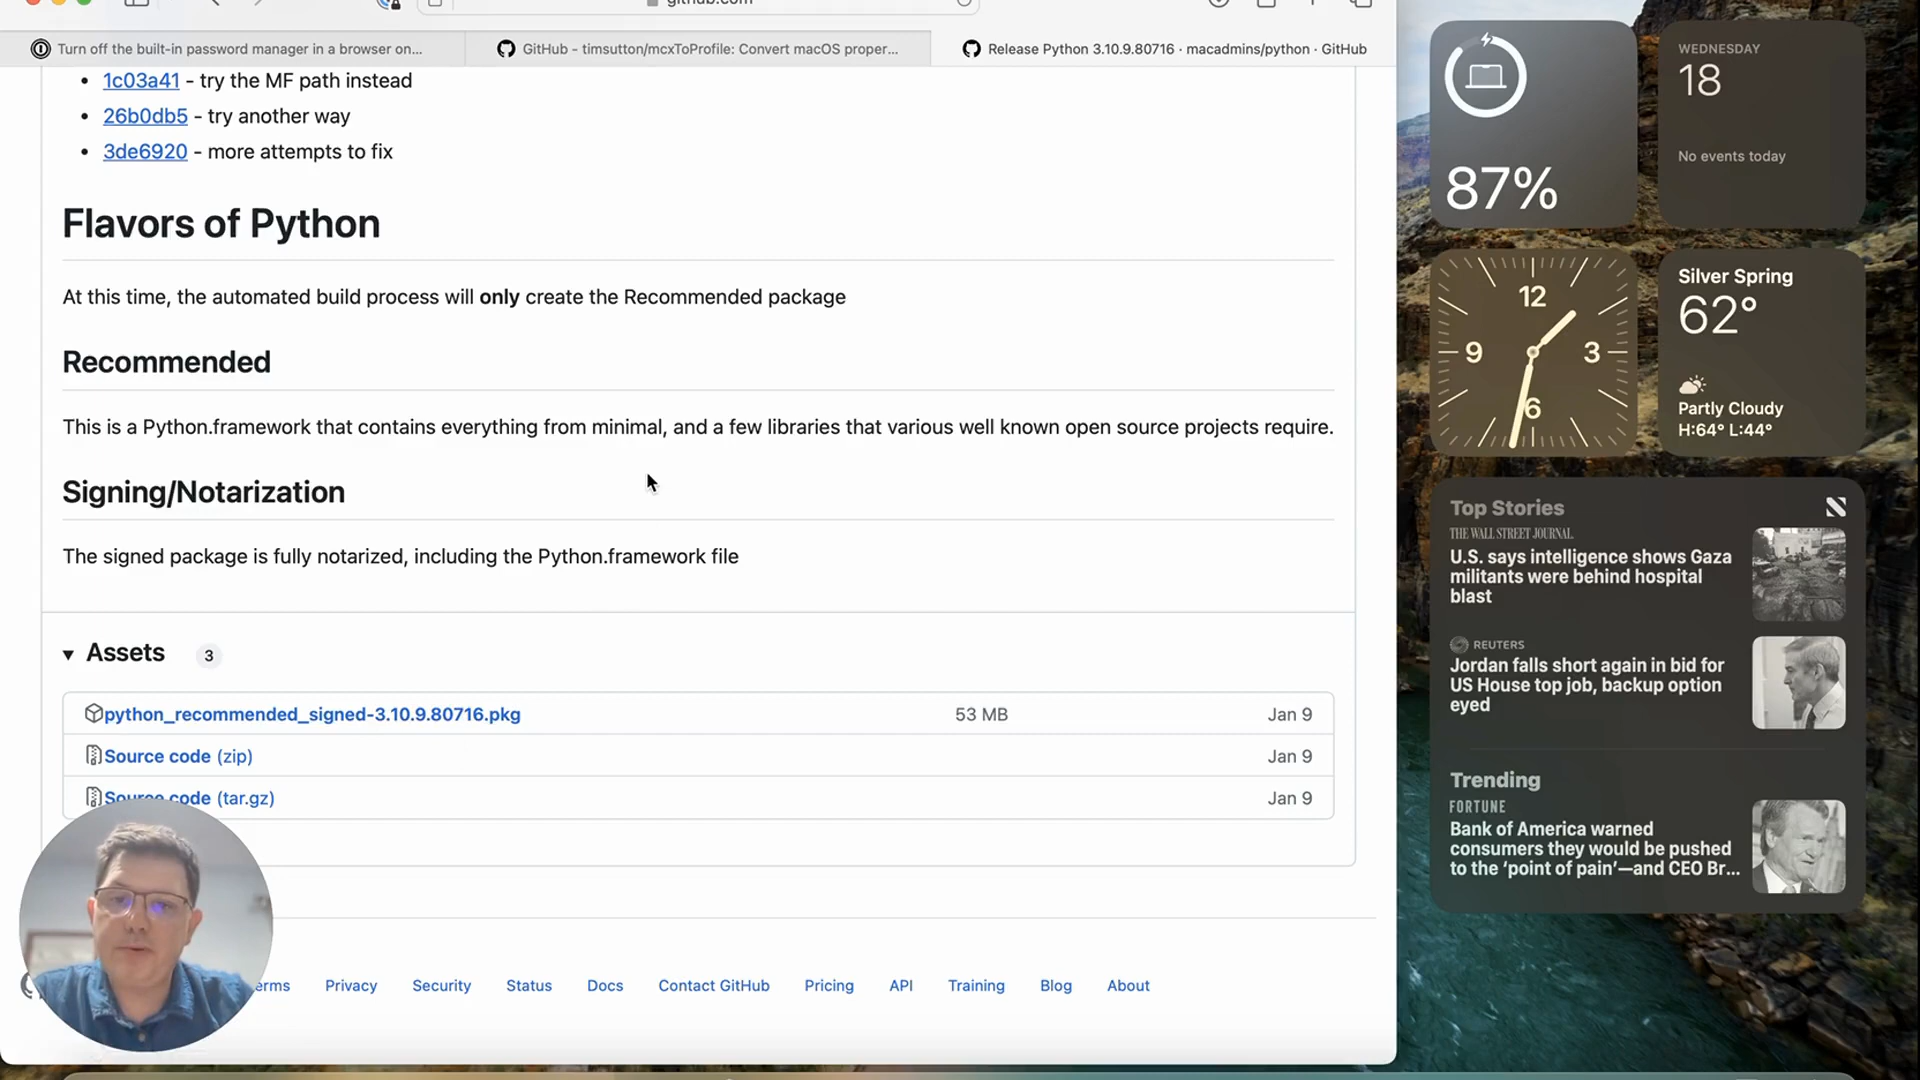 github.com
Turn off the built-in password manager in a browser on...
GitHub - timsutton/mcxToProfile: Convert macOS proper...
Release Python 3.10.9.80716 · macadmins/python · GitHub
1c03a41 - try the MF path instead
26b0db5 - try another way
3de6920 - more attempts to fix
Flavors of Python
At this time, the automated build process will only create the Recommended package
Recommended
This is a Python.framework that contains everything from minimal, and a few libraries that various well known open source projects require.
Signing/Notarization
The signed package is fully notarized, including the Python.framework file
Assets 3
python_recommended_signed-3.10.9.80716.pkg 53 MB Jan 9
Source code (zip) Jan 9
Source code (tar.gz) Jan 9
erms Privacy Security Status Docs Contact GitHub Pricing API Training Blog About
87%
WEDNESDAY
18
No events today
12
3
6
9
Silver Spring
62°
Partly Cloudy
H:64° L:44°
Top Stories
THE WALL STREET JOURNAL.
U.S. says intelligence shows Gaza
militants were behind hospital
blast
REUTERS
Jordan falls short again in bid for
US House top job, backup option
eyed
Trending
FORTUNE
Bank of America warned
consumers they would be pushed
to the ‘point of pain’—and CEO Br...